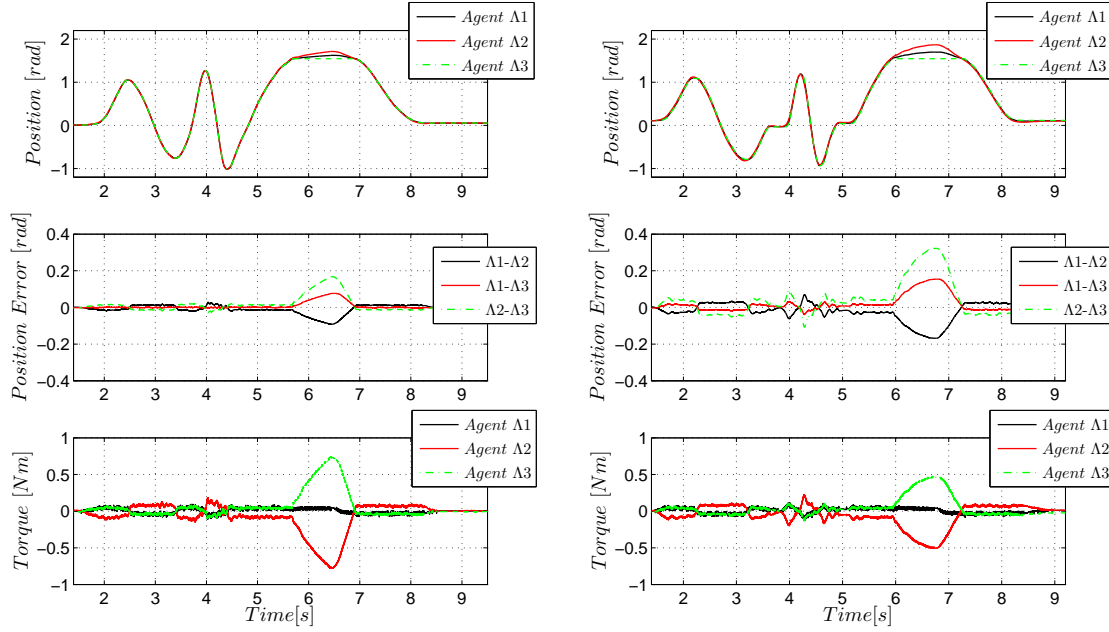 Agent Λ1
Agent Λ2
Agent Λ3
Position [rad]
2
1
0
−1
2 3 4 5 6 7 8 9
Agent Λ1
Agent Λ2
Agent Λ3
Position [rad]
2
1
0
−1
2 3 4 5 6 7 8 9
Position Error [rad]
0.4
0.2
0
−0.2
−0.4
Λ1-Λ2
Λ1-Λ3
Λ2-Λ3
2 3 4 5 6 7 8 9
Position Error [rad]
0.4
0.2
0
−0.2
−0.4
Λ1-Λ2
Λ1-Λ3
Λ2-Λ3
2 3 4 5 6 7 8 9
Torque [Nm]
1
0.5
0
−0.5
−1
Agent Λ1
Agent Λ2
Agent Λ3
2 3 4 5 6 7 8 9
Time[s]
Torque [Nm]
1
0.5
0
−0.5
−1
Agent Λ1
Agent Λ2
Agent Λ3
2 3 4 5 6 7 8 9
Time[s]